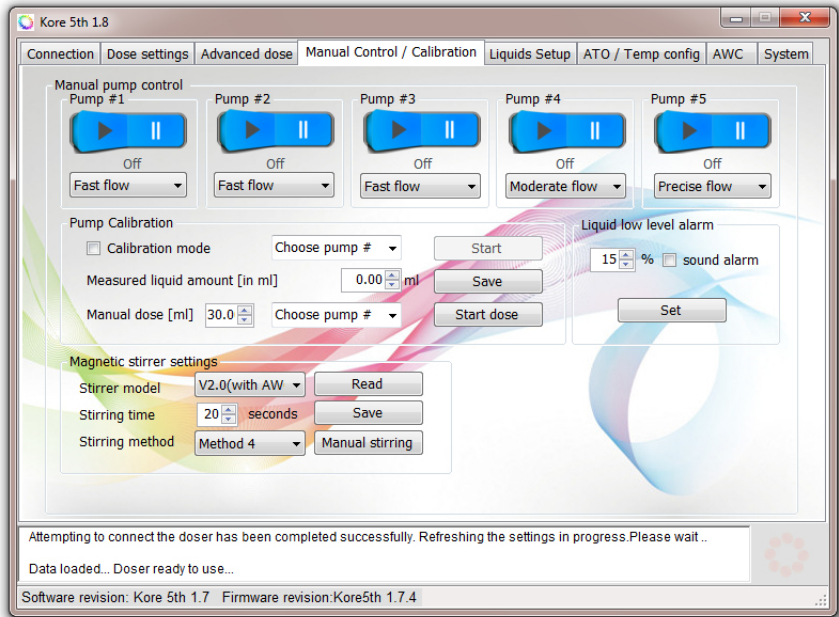 Kore 5th 1.8
Connection Dose settings Advanced dose Manual Control / Calibration Liquids Setup ATO / Temp config AWC System
Manual pump control
Pump #1 Pump #2 Pump #3 Pump #4 Pump #5
Off Off Off Off Off
Fast flow Fast flow Fast flow Moderate flow Precise flow
Pump Calibration
Calibration mode Choose pump # Start
Measured liquid amount [in ml] 0.00 ml Save
Manual dose [ml] 30.0 Choose pump # Start dose
Liquid low level alarm
15 % sound alarm
Set
Magnetic stirrer settings
Stirrer model V2.0(with AW Read
Stirring time 20 seconds Save
Stirring method Method 4 Manual stirring
Attempting to connect the doser has been completed successfully. Refreshing the settings in progress.Please wait ..
Data loaded... Doser ready to use...
Software revision: Kore 5th 1.7 Firmware revision:Kore5th 1.7.4